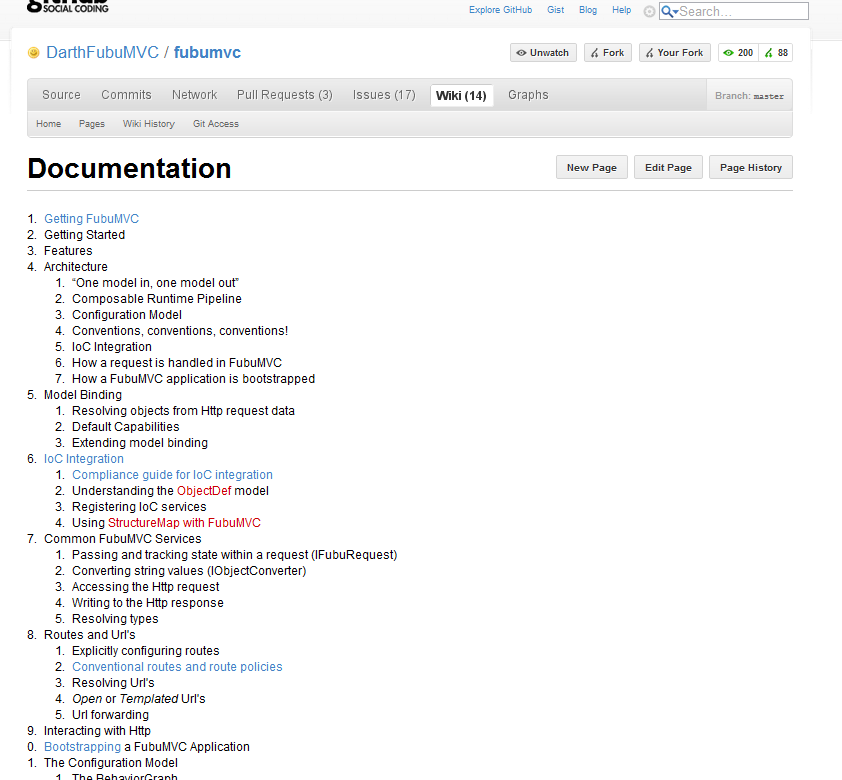 github
SOCIAL CODING
Explore GitHub Gist Blog Help Search...
DarthFubuMVC / fubumvc
Unwatch Fork Your Fork 200 88
Source Commits Network Pull Requests (3) Issues (17) Wiki (14) Graphs Branch: master
Home Pages Wiki History Git Access
Documentation
New Page Edit Page Page History
1. Getting FubuMVC
2. Getting Started
3. Features
4. Architecture
1. “One model in, one model out”
2. Composable Runtime Pipeline
3. Configuration Model
4. Conventions, conventions, conventions!
5. IoC Integration
6. How a request is handled in FubuMVC
7. How a FubuMVC application is bootstrapped
5. Model Binding
1. Resolving objects from Http request data
2. Default Capabilities
3. Extending model binding
6. IoC Integration
1. Compliance guide for IoC integration
2. Understanding the ObjectDef model
3. Registering IoC services
4. Using StructureMap with FubuMVC
7. Common FubuMVC Services
1. Passing and tracking state within a request (IFubuRequest)
2. Converting string values (IObjectConverter)
3. Accessing the Http request
4. Writing to the Http response
5. Resolving types
8. Routes and Url's
1. Explicitly configuring routes
2. Conventional routes and route policies
3. Resolving Url's
4. Open or Templated Url's
5. Url forwarding
9. Interacting with Http
0. Bootstrapping a FubuMVC Application
1. The Configuration Model
1. The BehaviorGraph